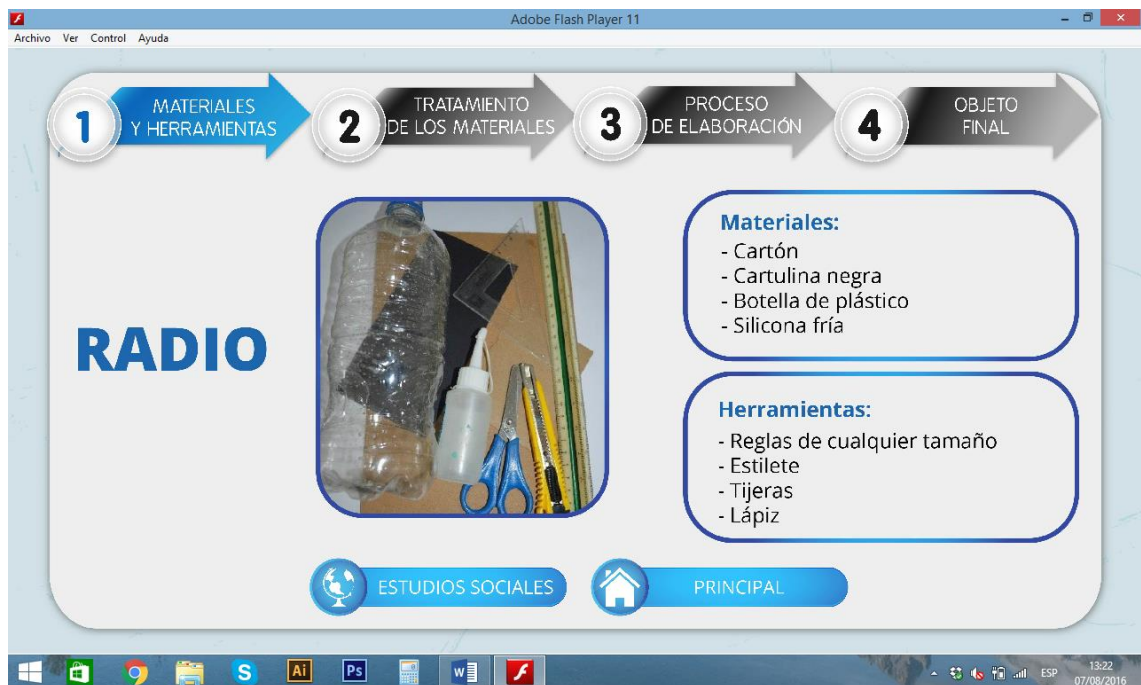 Adobe Flash Player 11
Archivo Ver Control Ayuda
1
MATERIALES
Y HERRAMIENTAS
2
TRATAMIENTO
DE LOS MATERIALES
3
PROCESO
DE ELABORACIÓN
4
OBJETO
FINAL
RADIO
Materiales:
- Cartón
- Cartulina negra
- Botella de plástico
- Silicona fría
Herramientas:
- Reglas de cualquier tamaño
- Estilete
- Tijeras
- Lápiz
ESTUDIOS SOCIALES
PRINCIPAL
Ai
Ps
ESP
13:22
07/08/2016